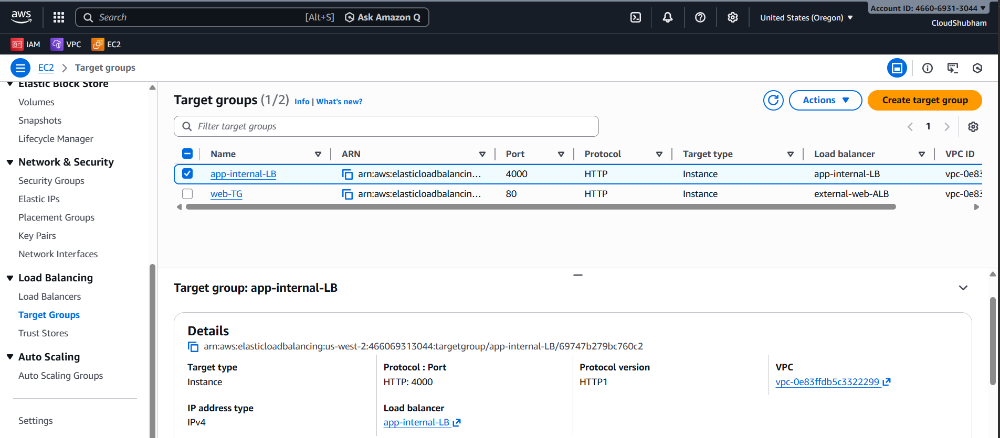 aws
Search [Alt+S] Ask Amazon Q
United States (Oregon) ▼
Account ID: 4660-6931-3044 ▼
CloudShubham
IAM VPC EC2
EC2 > Target groups
Elastic Block Store
Volumes
Snapshots
Lifecycle Manager
Network & Security
Security Groups
Elastic IPs
Placement Groups
Key Pairs
Network Interfaces
Load Balancing
Load Balancers
Target Groups
Trust Stores
Auto Scaling
Auto Scaling Groups
Settings
Target groups (1/2) Info | What's new?
Actions ▼ Create target group
Filter target groups
1
Name ARN Port Protocol Target type Load balancer VPC ID
app-internal-LB arn:aws:elasticloadbalancin... 4000 HTTP Instance app-internal-LB vpc-0e83
web-TG arn:aws:elasticloadbalancin... 80 HTTP Instance external-web-ALB vpc-0e83
Target group: app-internal-LB
Details
arn:aws:elasticloadbalancing:us-west-2:466069313044:targetgroup/app-internal-LB/69747b279bc760c2
Target type Protocol : Port Protocol version VPC
Instance HTTP: 4000 HTTP1 vpc-0e83ffdb5c3322299
IP address type Load balancer
IPv4 app-internal-LB